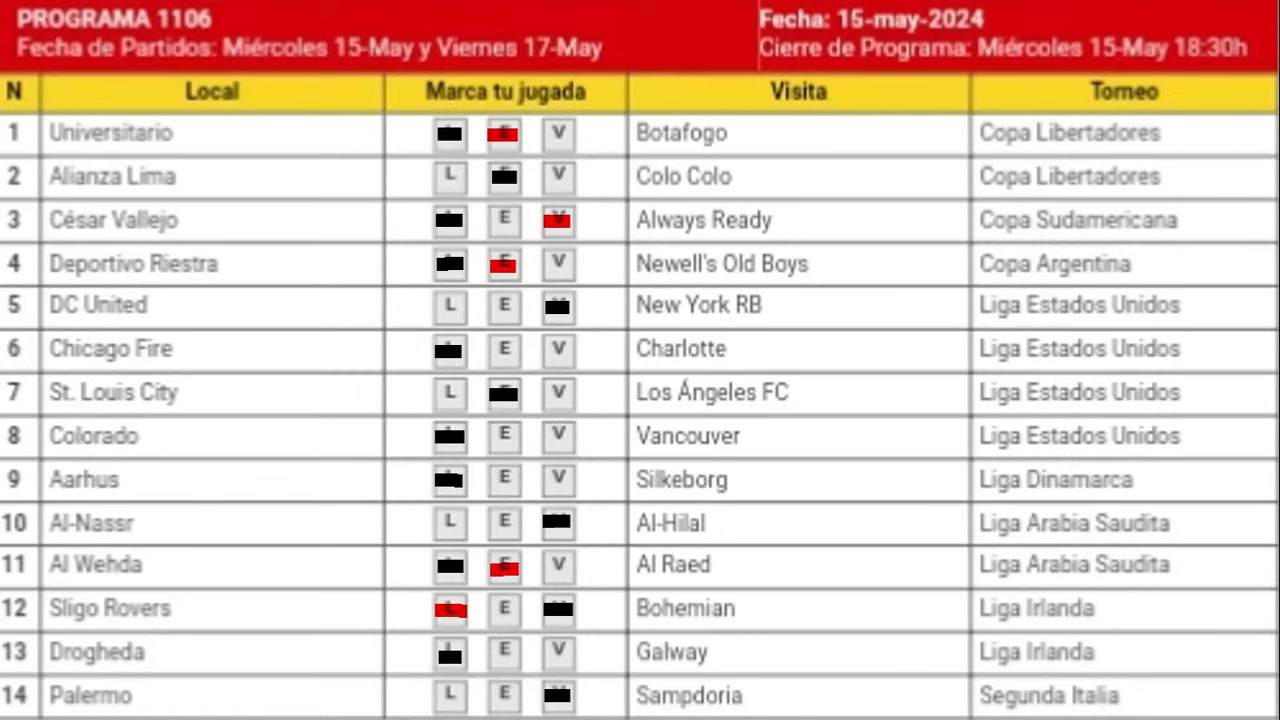 PROGRAMA 1106 Fecha: 15-may-2024
Fecha de Partidos: Miércoles 15-May y Viernes 17-May Cierre de Programa: Miércoles 15-May 18:30h
N Local Marca tu jugada Visita Torneo
1 Universitario V Botafogo Copa Libertadores
2 Alianza Lima L V Colo Colo Copa Libertadores
3 César Vallejo E V Always Ready Copa Sudamericana
4 Deportivo Riestra E V Newell's Old Boys Copa Argentina
5 DC United L E New York RB Liga Estados Unidos
6 Chicago Fire E V Charlotte Liga Estados Unidos
7 St. Louis City L V Los Ángeles FC Liga Estados Unidos
8 Colorado E V Vancouver Liga Estados Unidos
9 Aarhus E V Silkeborg Liga Dinamarca
10 Al-Nassr L E Al-Hilal Liga Arabia Saudita
11 Al Wehda E V Al Raed Liga Arabia Saudita
12 Sligo Rovers L E Bohemian Liga Irlanda
13 Drogheda E V Galway Liga Irlanda
14 Palermo L E Sampdoria Segunda Italia